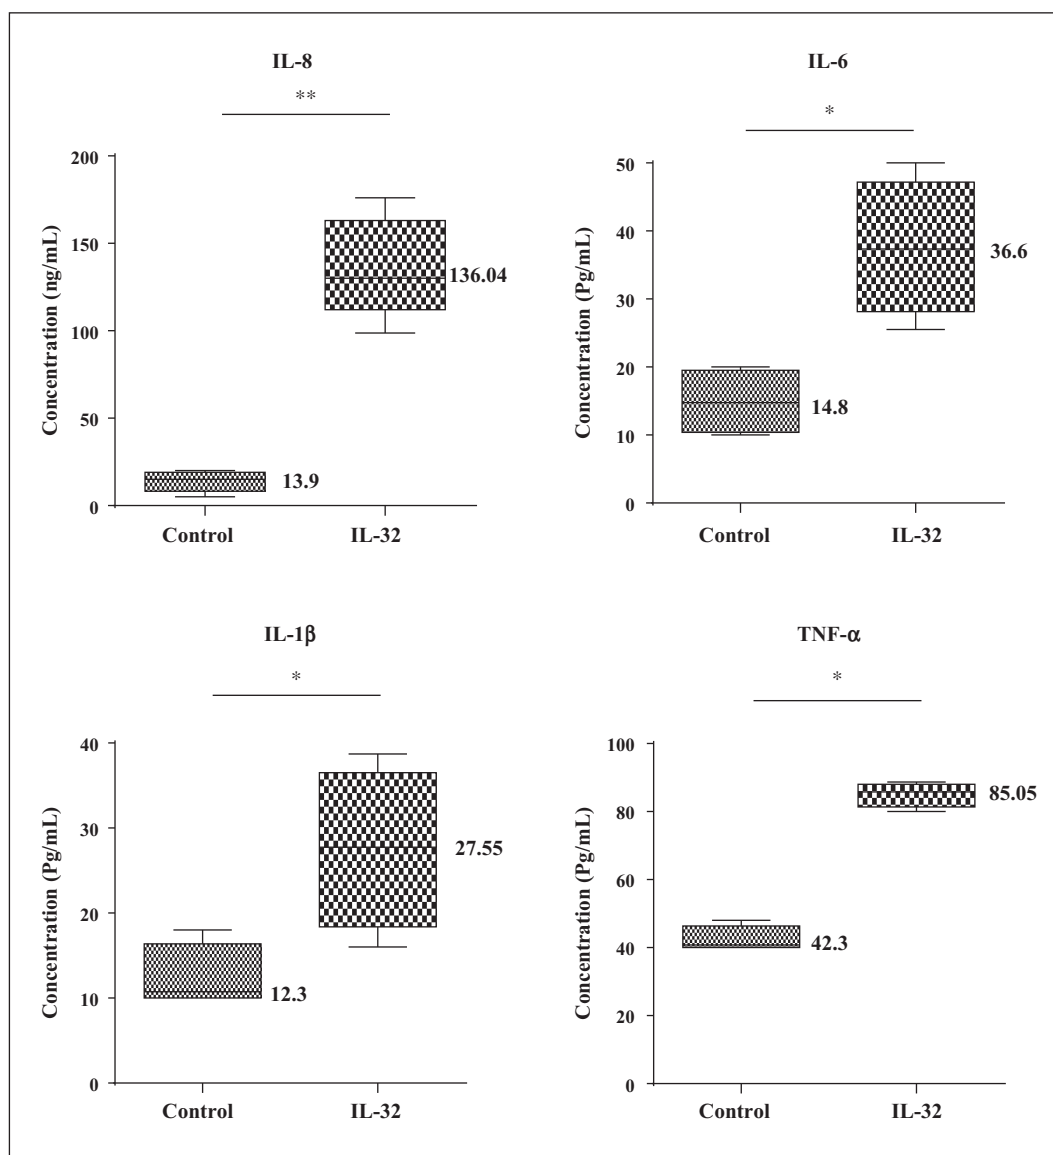 IL-8
**
Concentration (ng/mL)
200
150
100
50
0
136.04
13.9
Control IL-32
IL-6
*
Concentration (Pg/mL)
50
40
30
20
10
0
36.6
14.8
Control IL-32
IL-1β
*
Concentration (Pg/mL)
40
30
20
10
0
27.55
12.3
Control IL-32
TNF-α
*
Concentration (Pg/mL)
100
80
60
40
20
0
85.05
42.3
Control IL-32